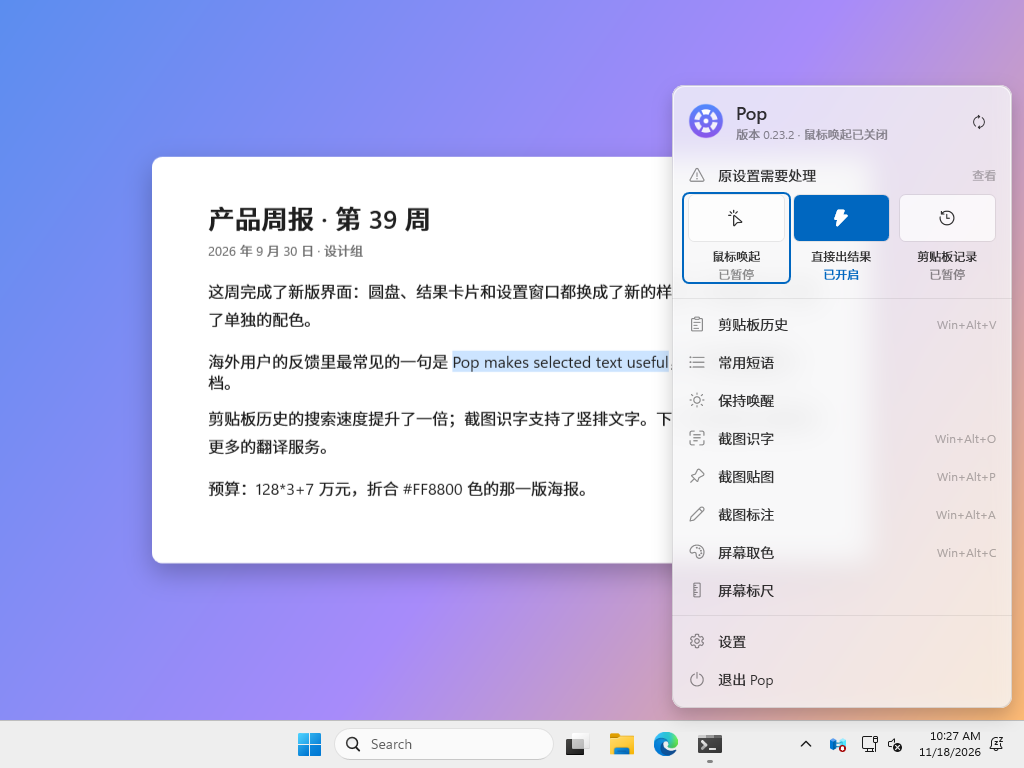 产品周报 · 第 39 周
2026 年 9 月 30 日 · 设计组
这周完成了新版界面：圆盘、结果卡片和设置窗口都换成了新的样
了单独的配色。
海外用户的反馈里最常见的一句是 Pop makes selected text useful
档。
剪贴板历史的搜索速度提升了一倍；截图识字支持了竖排文字。下
更多的翻译服务。
预算：128*3+7 万元，折合 #FF8800 色的那一版海报。
Pop
版本 0.23.2 · 鼠标唤起已关闭
原设置需要处理 查看
鼠标唤起 直接出结果 剪贴板记录
已暂停 已开启 已暂停
剪贴板历史 Win+Alt+V
常用短语
保持唤醒
截图识字 Win+Alt+O
截图贴图 Win+Alt+P
截图标注 Win+Alt+A
屏幕取色 Win+Alt+C
屏幕标尺
设置
退出 Pop
Search
10:27 AM
11/18/2026